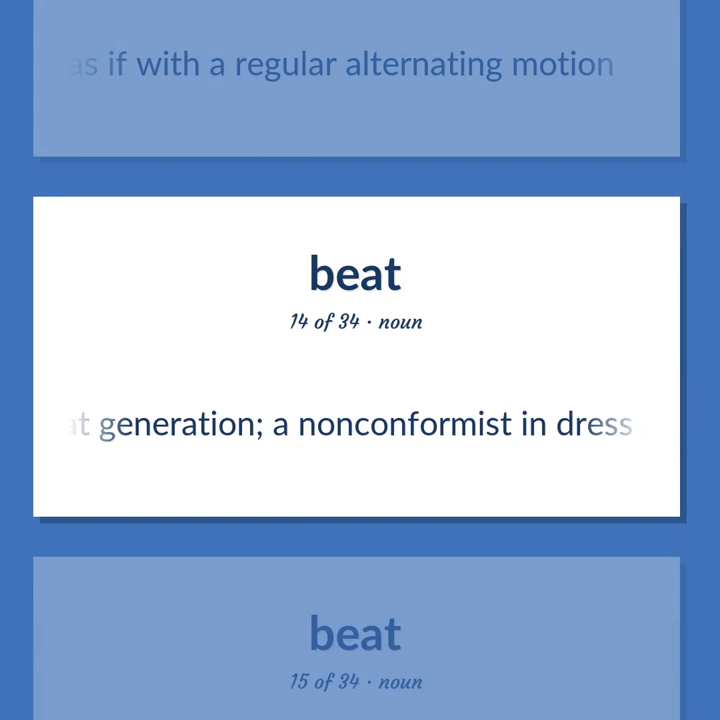 as if with a regular alternating motion
beat
14 of 34 · noun
at generation; a nonconformist in dress
beat
15 of 34 · noun